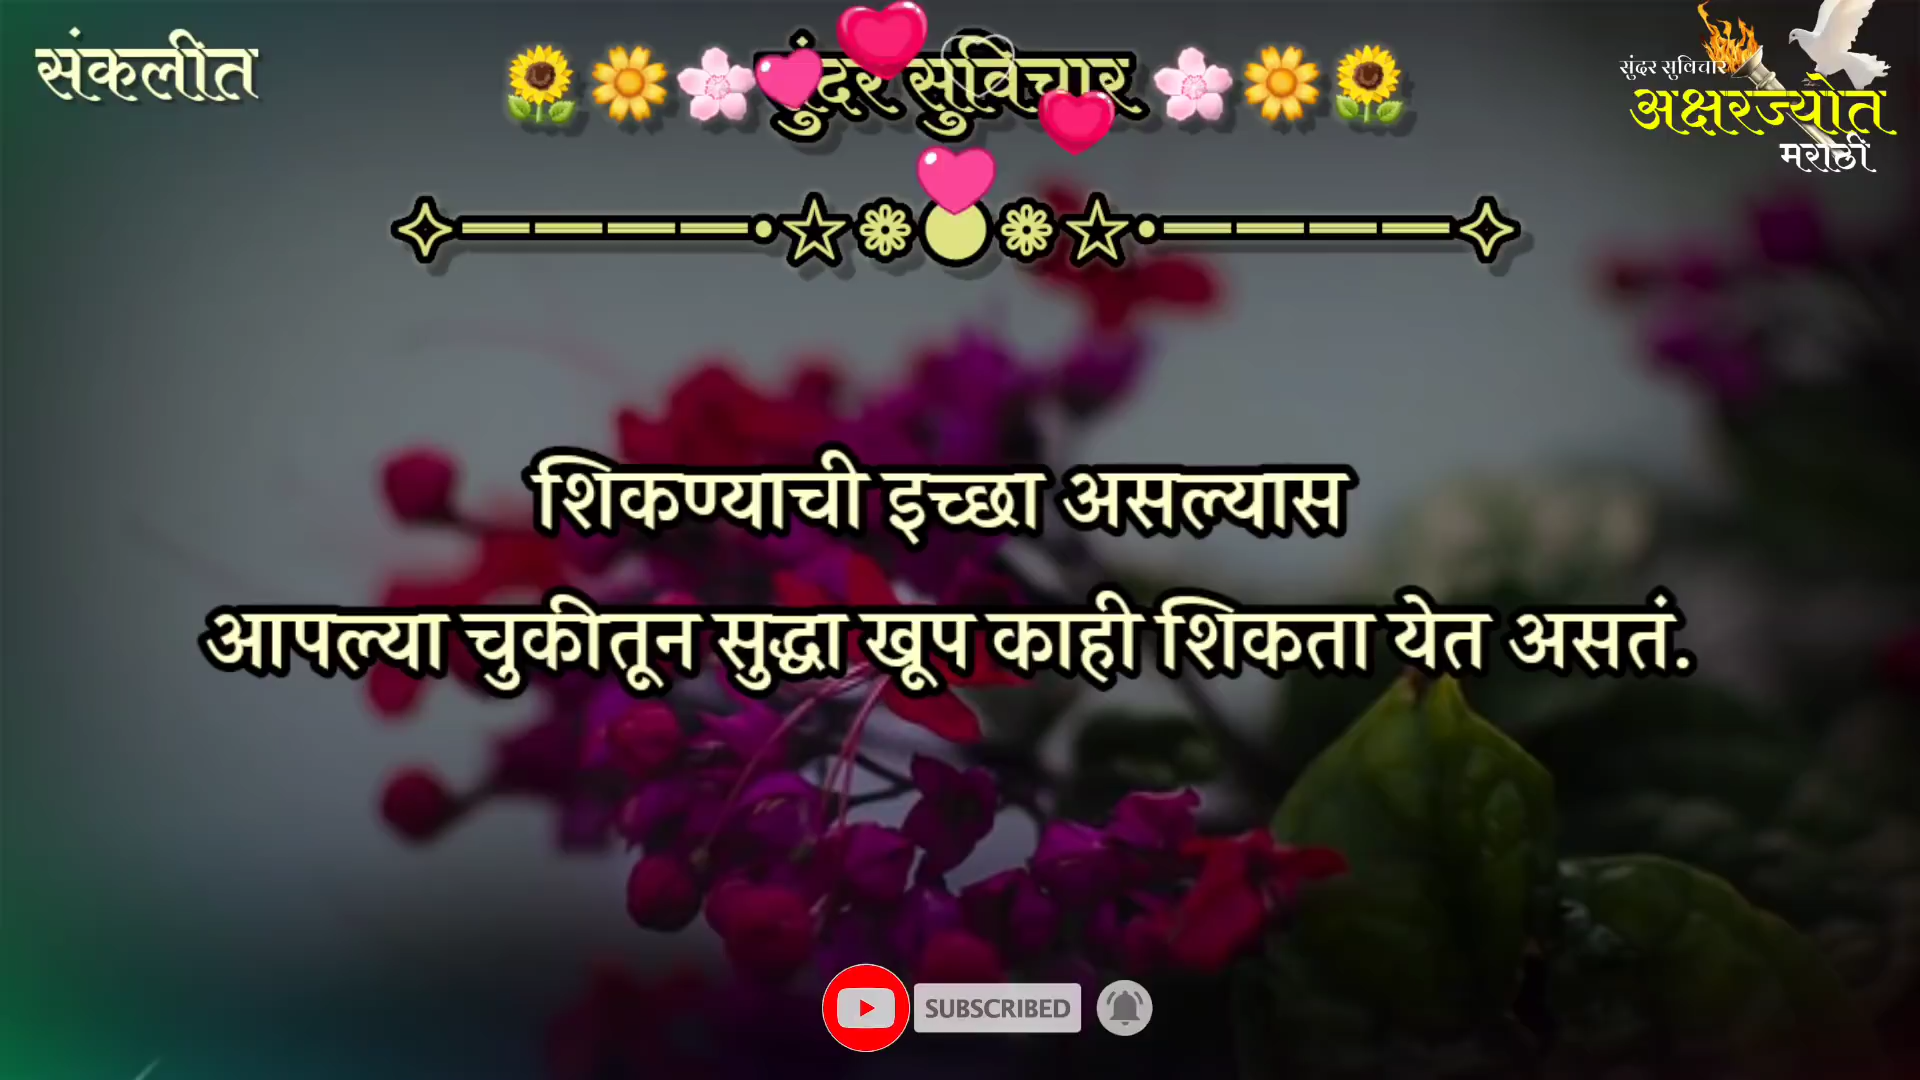 संकलीत
सुंदर सुविचार
सुंदर सुविचार
अक्षरज्योत
मराठी
शिकण्याची इच्छा असल्यास
आपल्या चुकीतून सुद्धा खूप काही शिकता येत असतं.
SUBSCRIBED